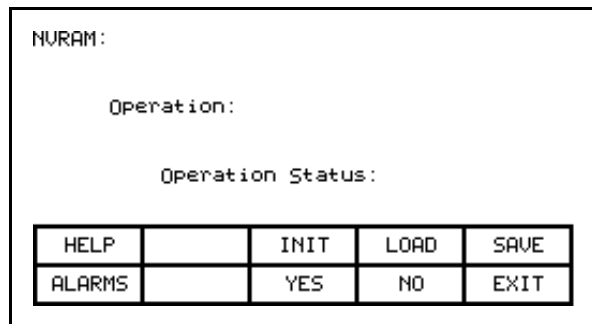 NVRAM:
Operation:
Operation Status:
HELP INIT LOAD SAVE
ALARMS YES NO EXIT